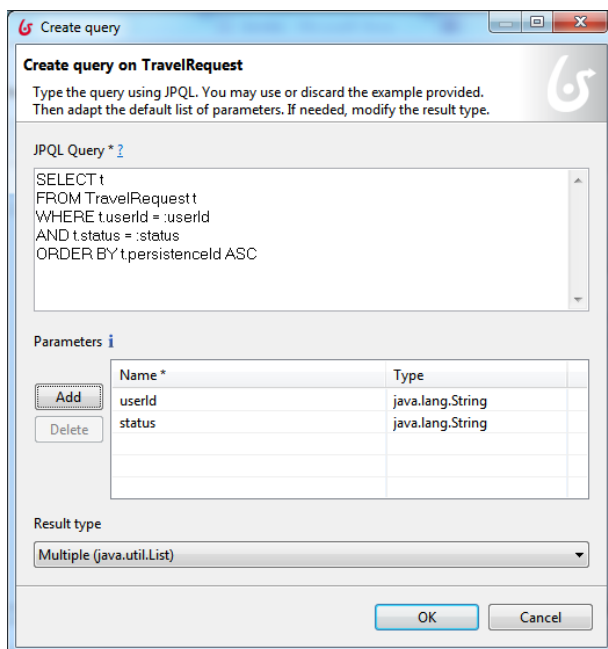 Create query
Create query on TravelRequest
Type the query using JPQL. You may use or discard the example provided.
Then adapt the default list of parameters. If needed, modify the result type.
JPQL Query * ?
SELECT t
FROM TravelRequest t
WHERE t.userId = :userId
AND t.status = :status
ORDER BY t.persistenceId ASC
Parameters i
Name * Type
Add
userId java.lang.String
status java.lang.String
Delete
Result type
Multiple (java.util.List)
OK Cancel